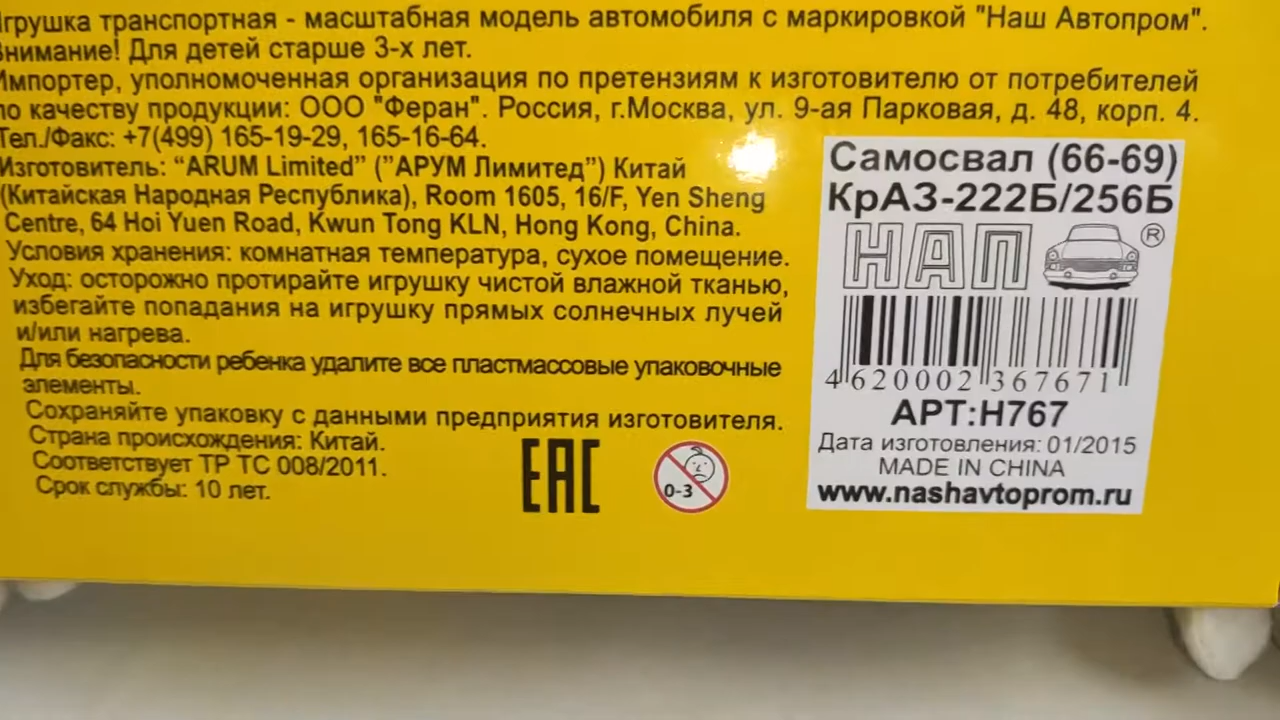 Игрушка транспортная - масштабная модель автомобиля с маркировкой "Наш Автопром".
Внимание! Для детей старше 3-х лет.
Импортер, уполномоченная организация по претензиям к изготовителю от потребителей
по качеству продукции: ООО "Феран". Россия, г.Москва, ул. 9-ая Парковая, д. 48, корп. 4.
Тел./Факс: +7(499) 165-19-29, 165-16-64.
Изготовитель: “ARUM Limited” (”АРУМ Лимитед”) Китай
(Китайская Народная Республика), Room 1605, 16/F, Yen Sheng
Centre, 64 Hoi Yuen Road, Kwun Tong KLN, Hong Kong, China.
Условия хранения: комнатная температура, сухое помещение.
Уход: осторожно протирайте игрушку чистой влажной тканью,
избегайте попадания на игрушку прямых солнечных лучей
и/или нагрева.
Для безопасности ребенка удалите все пластмассовые упаковочные
элементы.
Сохраняйте упаковку с данными предприятия изготовителя.
Страна происхождения: Китай.
Соответствует ТР ТС 008/2011.
Срок службы: 10 лет.
EAC
0-3
Самосвал (66-69)
КрАЗ-222Б/256Б
НАП ®
4 620002 367671
АРТ:Н767
Дата изготовления: 01/2015
MADE IN CHINA
www.nashavtoprom.ru